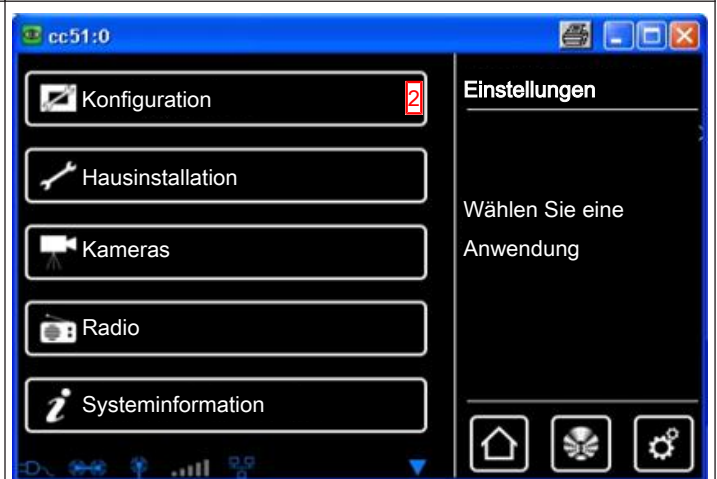 cc51:0
Konfiguration 2
Hausinstallation
Kameras
Radio
Systeminformation
Einstellungen
Wählen Sie eine
Anwendung